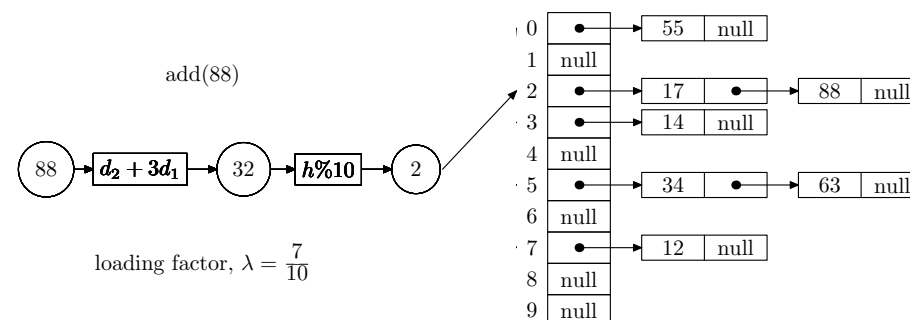 add(88)
88 d₂ + 3d₁ 32 h%10 2
loading factor, λ = 7/10
0 55 null
1 null
2 17 88 null
3 14 null
4 null
5 34 63 null
6 null
7 12 null
8 null
9 null